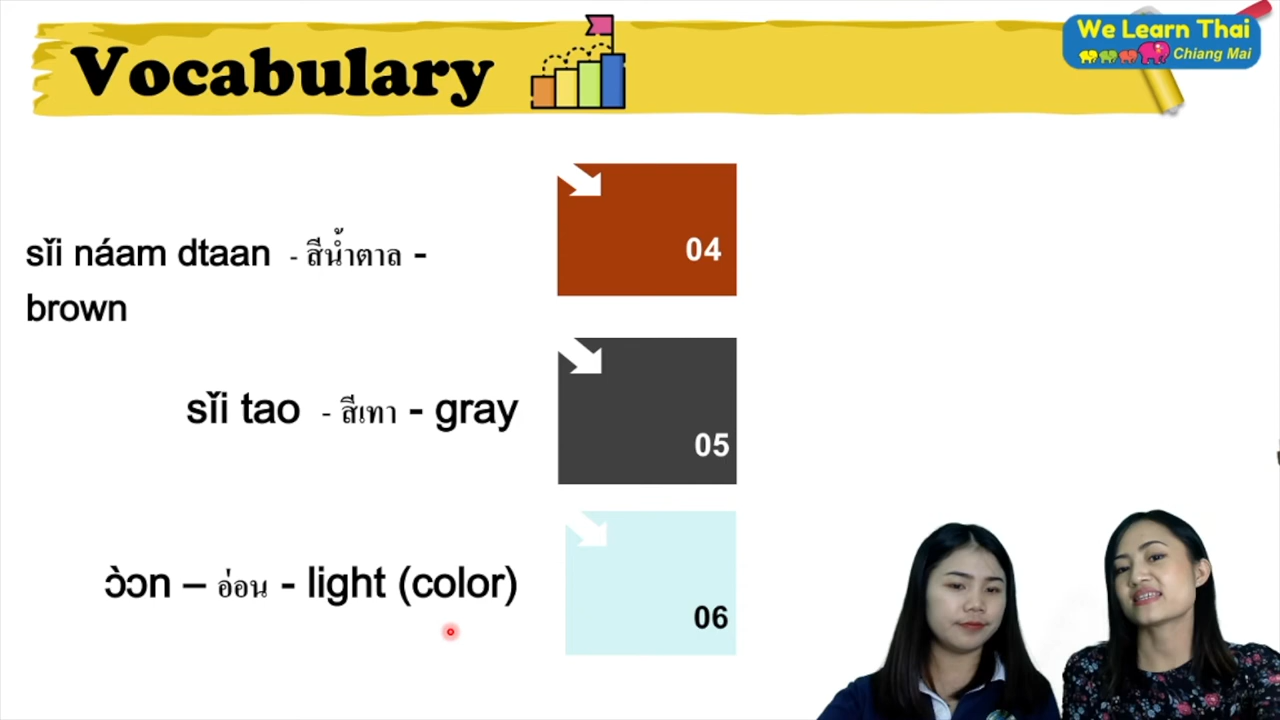 Vocabulary
We Learn Thai
Chiang Mai
sǐi náam dtaan - สีน้ำตาล -
brown
04
sǐi tao - สีเทา - gray
05
ɔ̀ɔn – อ่อน - light (color)
06